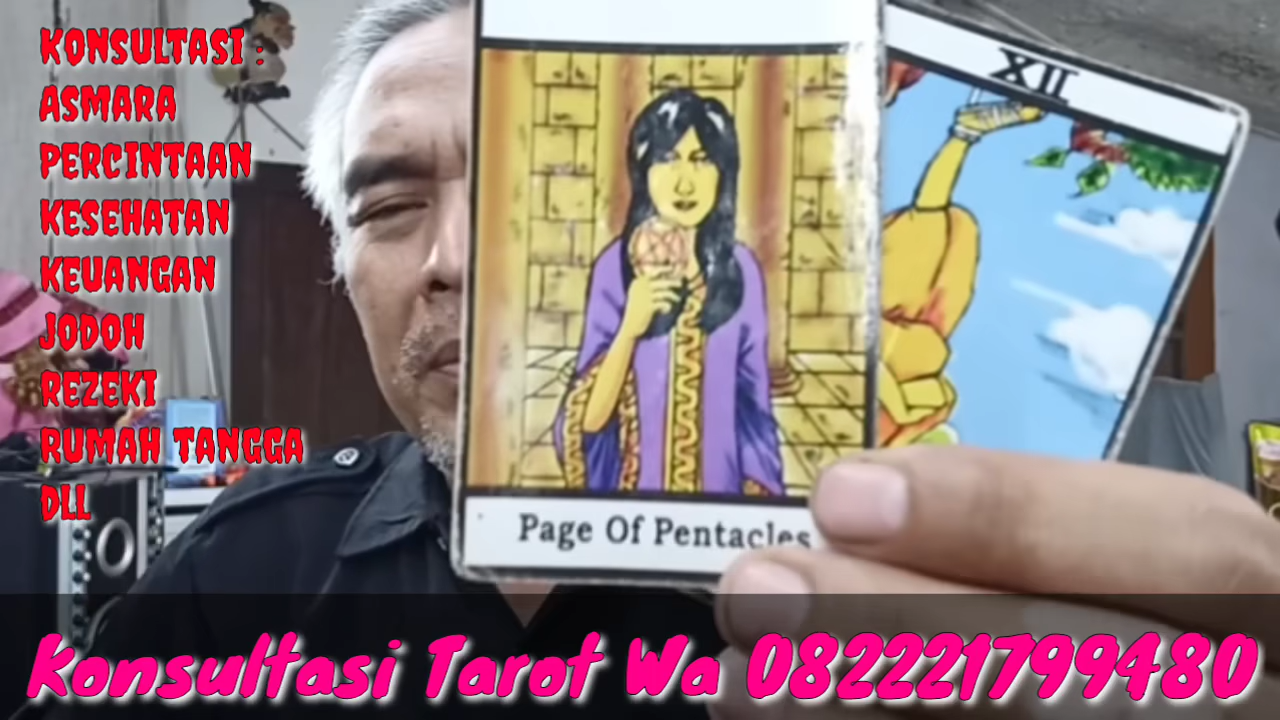 KONSULTASI :
ASMARA
PERCINTAAN
KESEHATAN
KEUANGAN
JODOH
REZEKI
RUMAH TANGGA
DLL
XII
Page Of Pentacles
Konsultasi Tarot Wa 082221799480